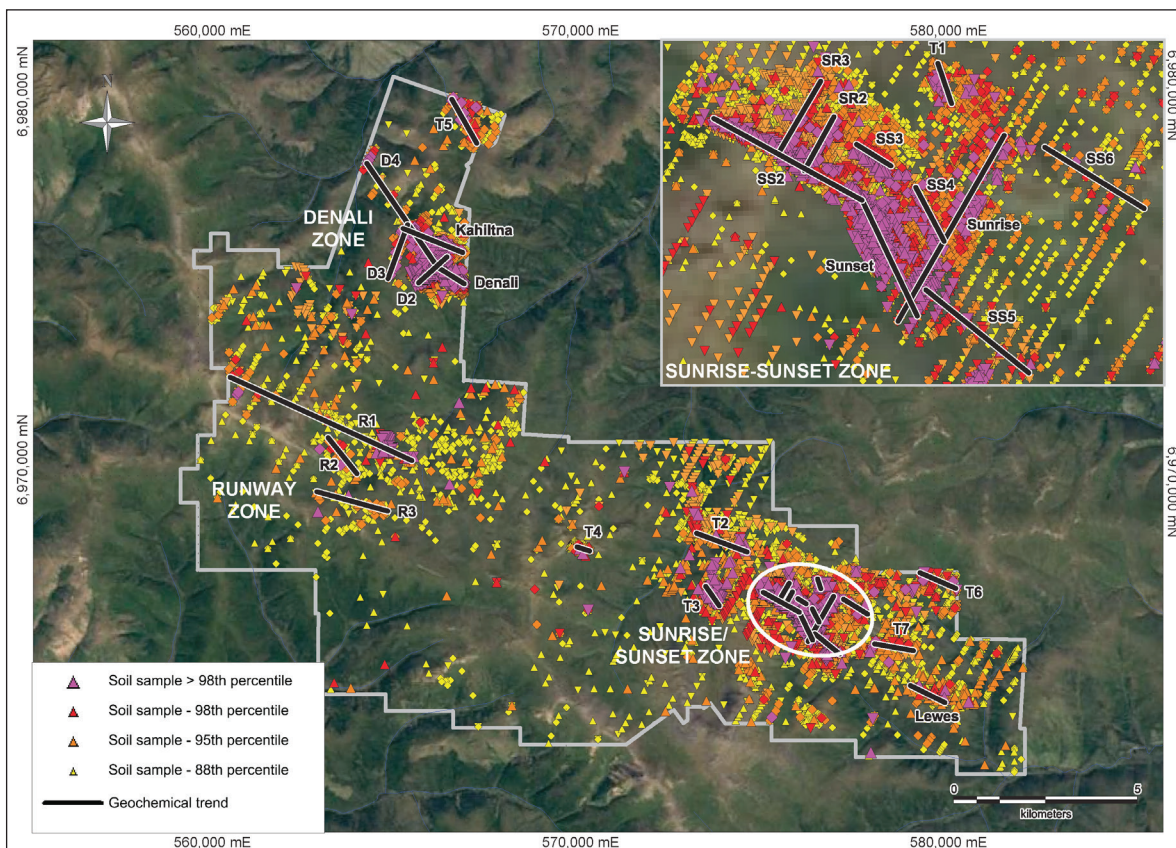 560,000 mE
570,000 mE
580,000 mE
6,980,000 mN
6,980,000 mN
N
T5
D4
DENALI
ZONE
Kahiltna
D3
D2
Denali
SR3
T1
SR2
SS3
SS6
SS2
SS4
Sunrise
Sunset
SS5
SUNRISE-SUNSET ZONE
R1
6,970,000 mN
6,970,000 mN
R2
RUNWAY
ZONE
R3
T4
T2
T3
T6
SUNRISE/
SUNSET ZONE
T7
Lewes
Soil sample > 98th percentile
Soil sample - 98th percentile
Soil sample - 95th percentile
Soil sample - 88th percentile
Geochemical trend
0
5
kilometers
560,000 mE
570,000 mE
580,000 mE